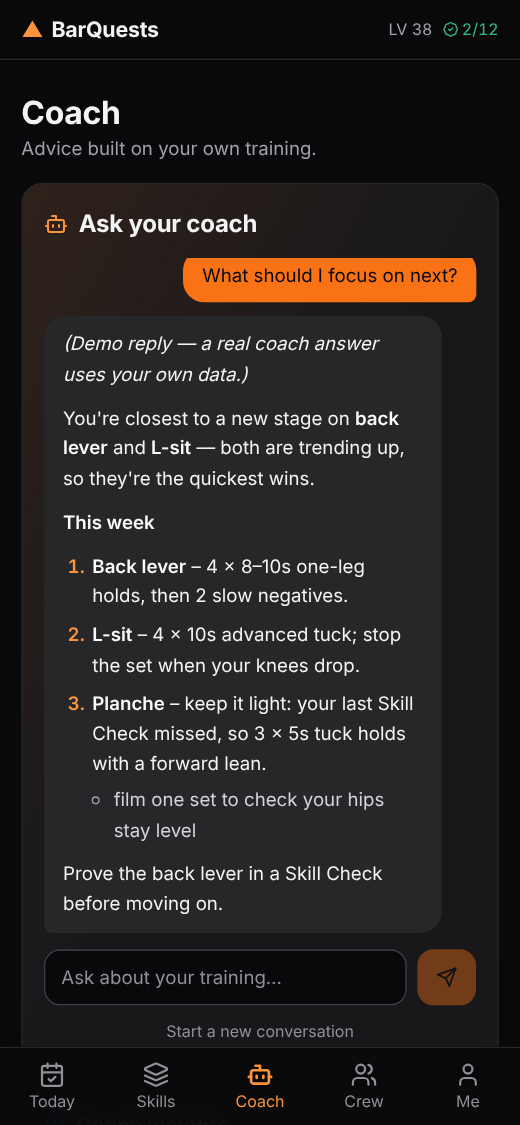 BarQuests
LV 38 2/12
Coach
Advice built on your own training.
Ask your coach
What should I focus on next?
(Demo reply — a real coach answer
uses your own data.)
You're closest to a new stage on back
lever and L-sit — both are trending up,
so they're the quickest wins.
This week
1. Back lever – 4 × 8–10s one-leg
holds, then 2 slow negatives.
2. L-sit – 4 × 10s advanced tuck; stop
the set when your knees drop.
3. Planche – keep it light: your last Skill
Check missed, so 3 × 5s tuck holds
with a forward lean.
film one set to check your hips
stay level
Prove the back lever in a Skill Check
before moving on.
Ask about your training...
Start a new conversation
Today
Skills
Coach
Crew
Me